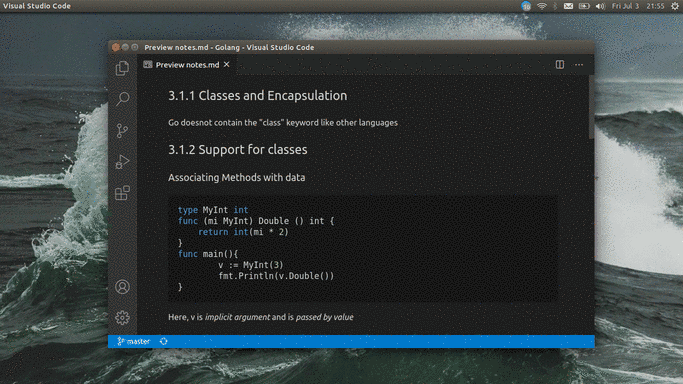 Visual Studio Code
Fri Jul 3 21:55
Preview notes.md - Golang - Visual Studio Code
Preview notes.md
3.1.1 Classes and Encapsulation
Go doesnot contain the "class" keyword like other languages
3.1.2 Support for classes
Associating Methods with data
type MyInt int
func (mi MyInt) Double () int {
return int(mi * 2)
}
func main(){
v := MyInt(3)
fmt.Println(v.Double())
}
Here, v is implicit argument and is passed by value
master